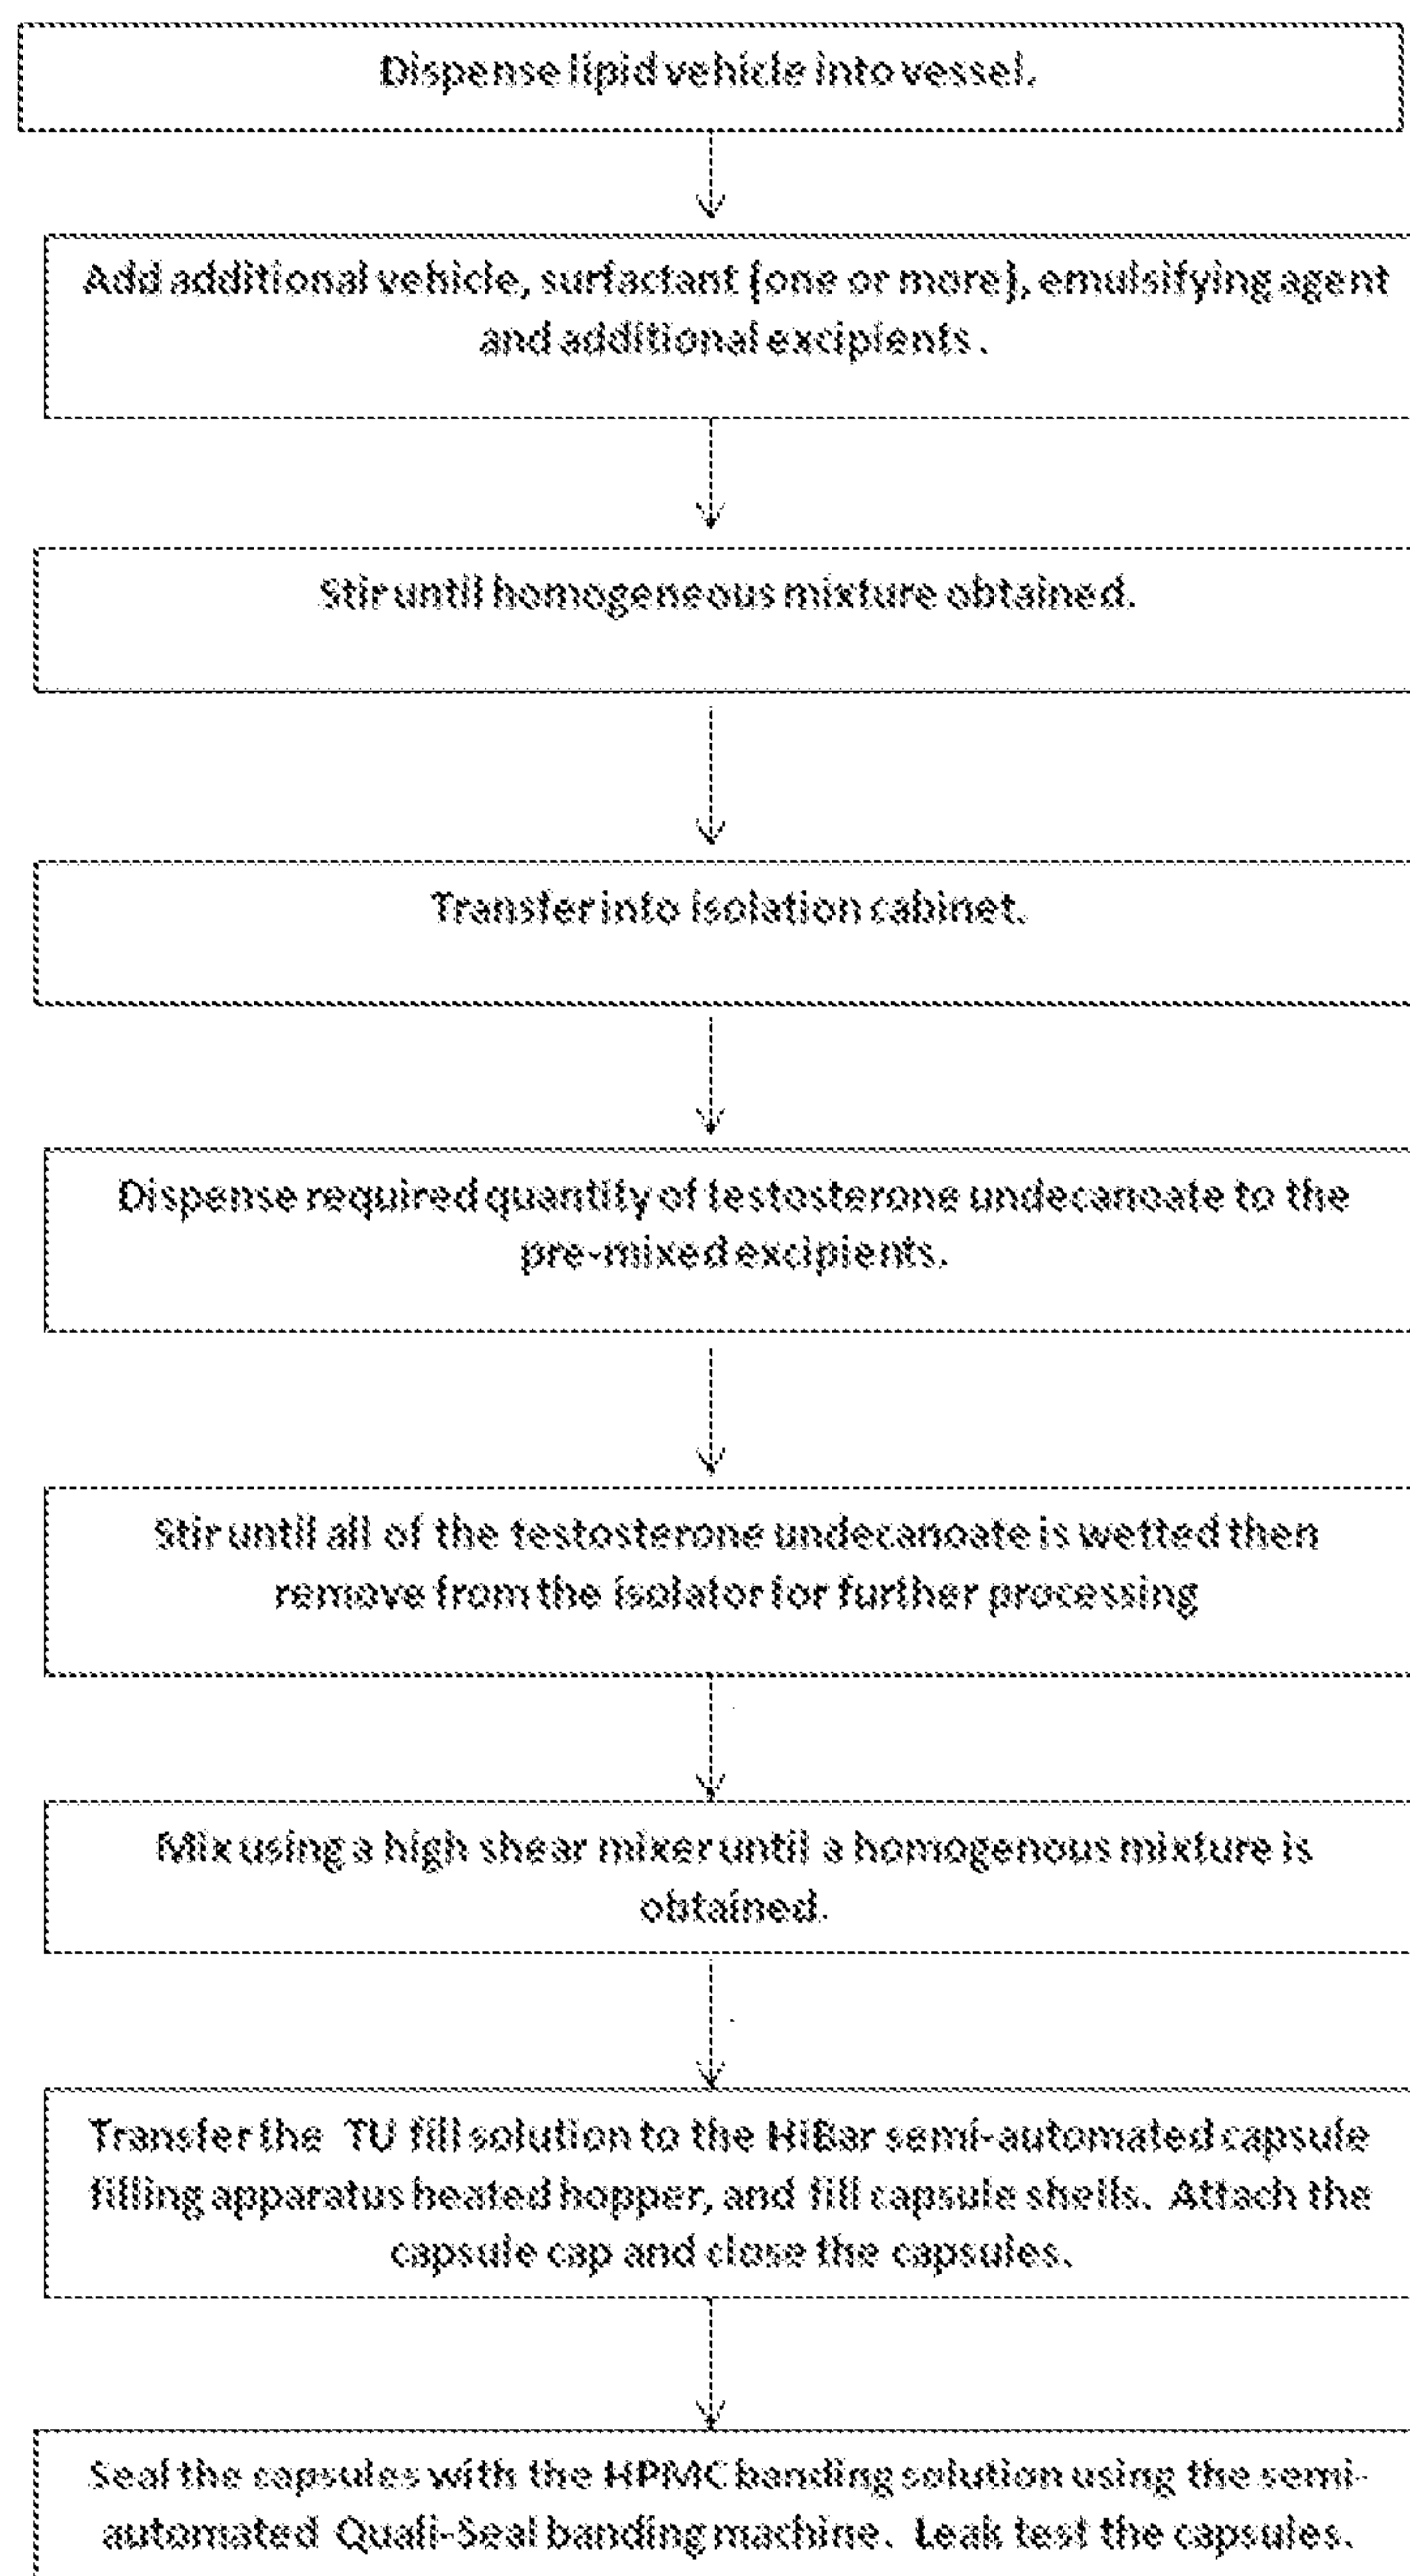 Dispense lipid vehicle into vessel.
Add additional vehicle, surfactant (one or more), emulsifying agent
and additional excipients.
Stir until homogeneous mixture obtained.
Transfer into isolation cabinet.
Dispense required quantity of testosterone undecanoate to the
pre-mixed excipients.
Stir until all of the testosterone undecanoate is wetted then
remove from the isolator for further processing
Mix using a high shear mixer until a homogenous mixture is
obtained.
Transfer the TU fill solution to the HiBar semi-automated capsule
filling apparatus heated hopper, and fill capsule shells. Attach the
capsule cap and close the capsules.
Seal the capsules with the HPMC banding solution using the semi-
automated Quali-Seal banding machine. Leak test the capsules.